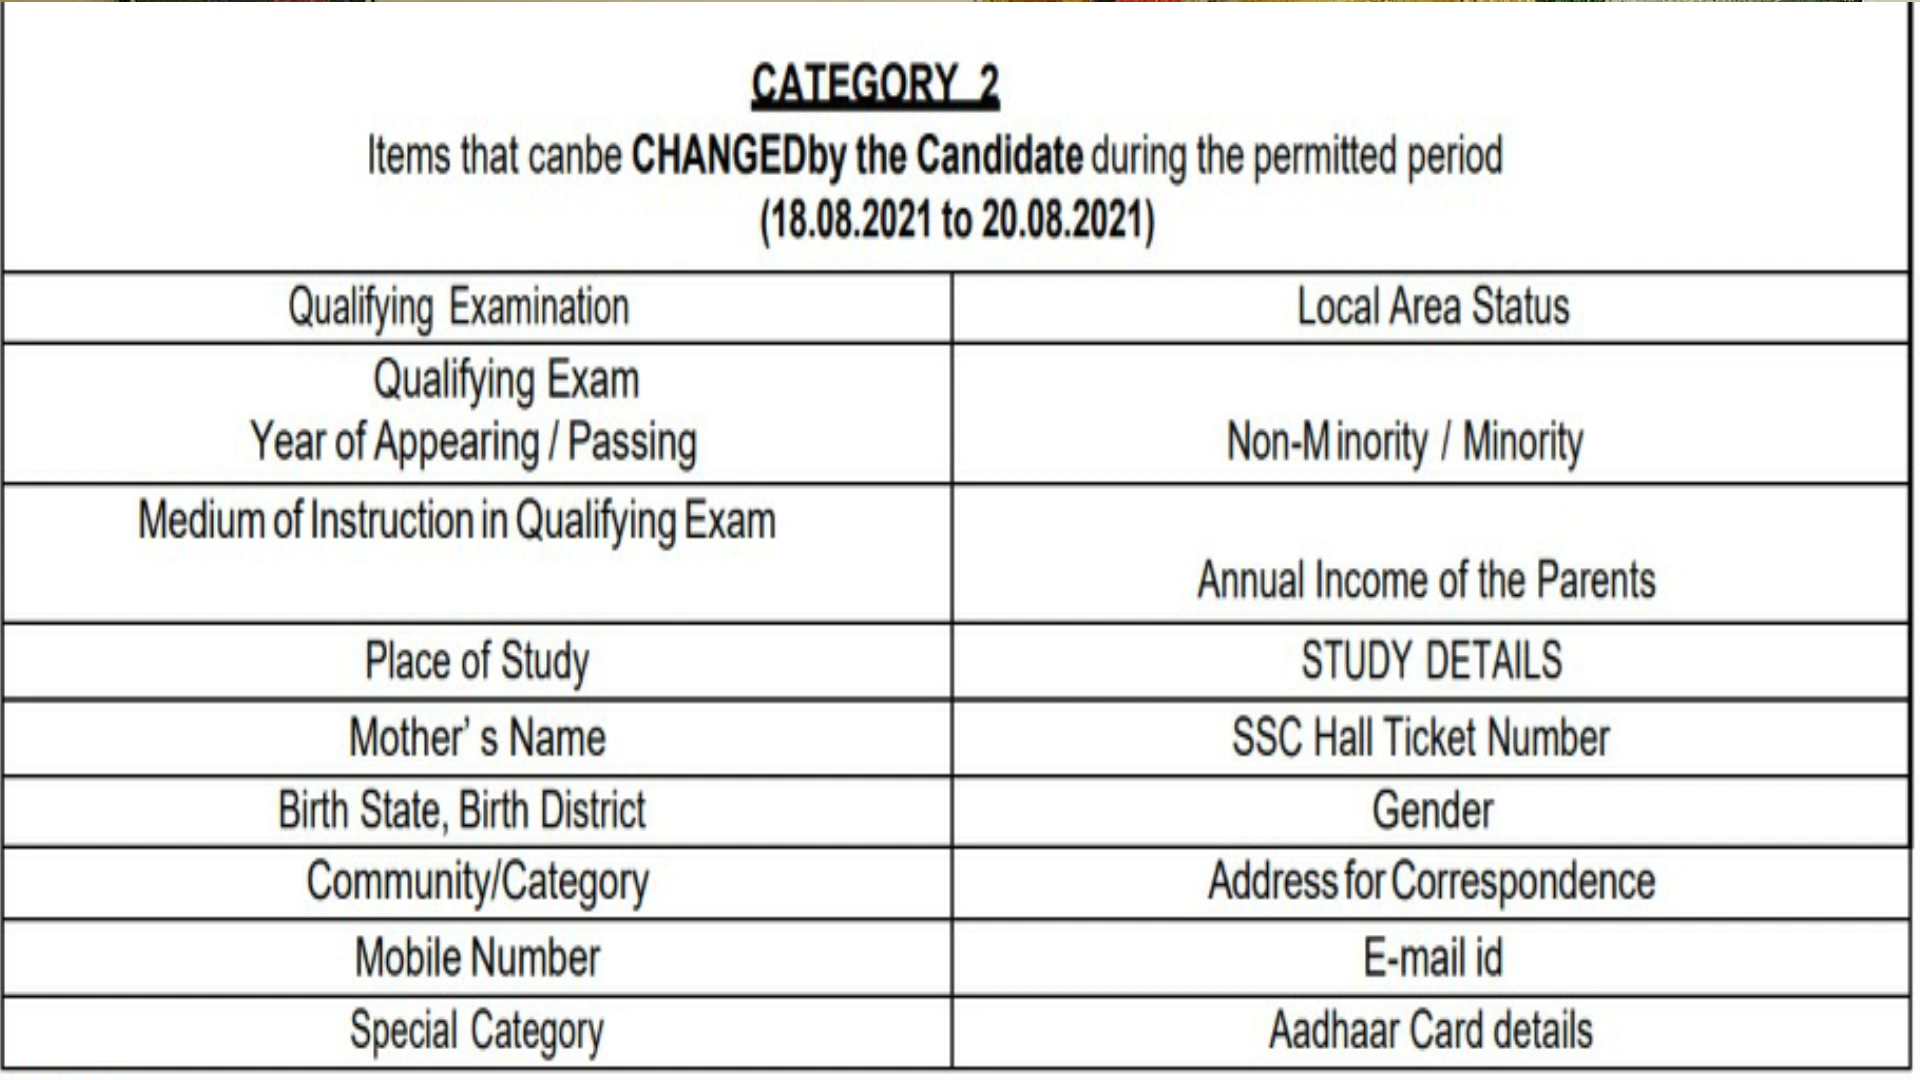 CATEGORY 2
Items that canbe CHANGEDby the Candidate during the permitted period
(18.08.2021 to 20.08.2021)
Qualifying Examination
Local Area Status
Qualifying Exam
Year of Appearing / Passing
Non-Minority / Minority
Medium of Instruction in Qualifying Exam
Annual Income of the Parents
Place of Study
STUDY DETAILS
Mother’ s Name
SSC Hall Ticket Number
Birth State, Birth District
Gender
Community/Category
Address for Correspondence
Mobile Number
E-mail id
Special Category
Aadhaar Card details